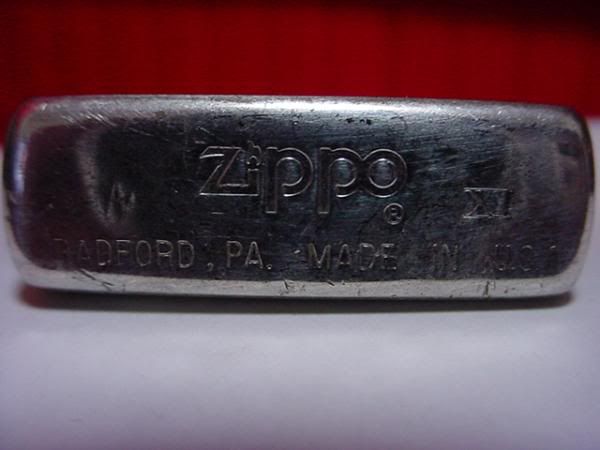 Zippo ® XI
BRADFORD, PA. MADE IN U.S.A.